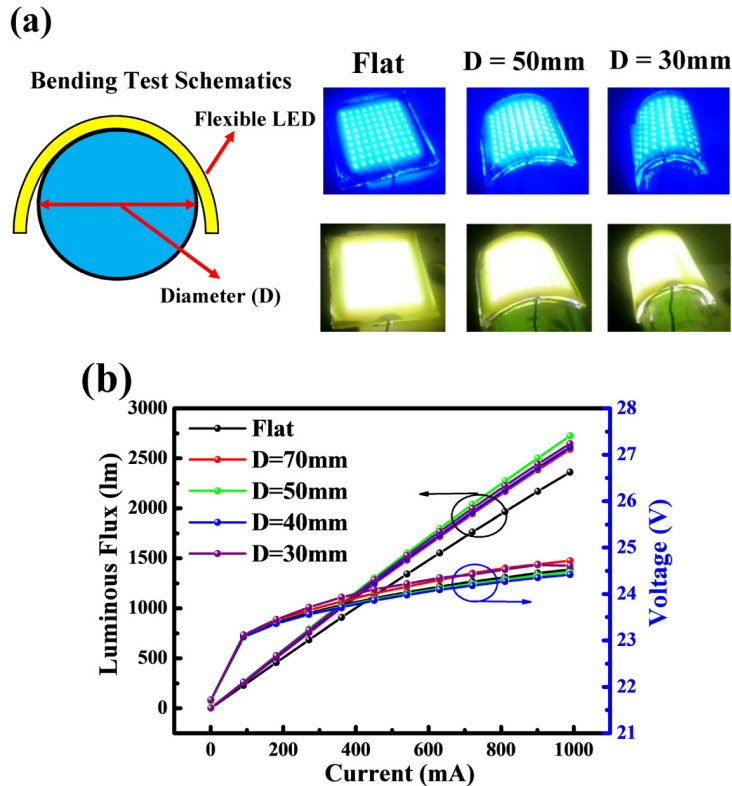 (a)
Bending Test Schematics
Flexible LED
Diameter (D)
Flat
D = 50mm
D = 30mm
(b)
Luminous Flux (lm)
3000
2500
2000
1500
1000
500
0
Flat
D=70mm
D=50mm
D=40mm
D=30mm
28
27
26
25
24
23
22
21
Voltage (V)
0 200 400 600 800 1000
Current (mA)